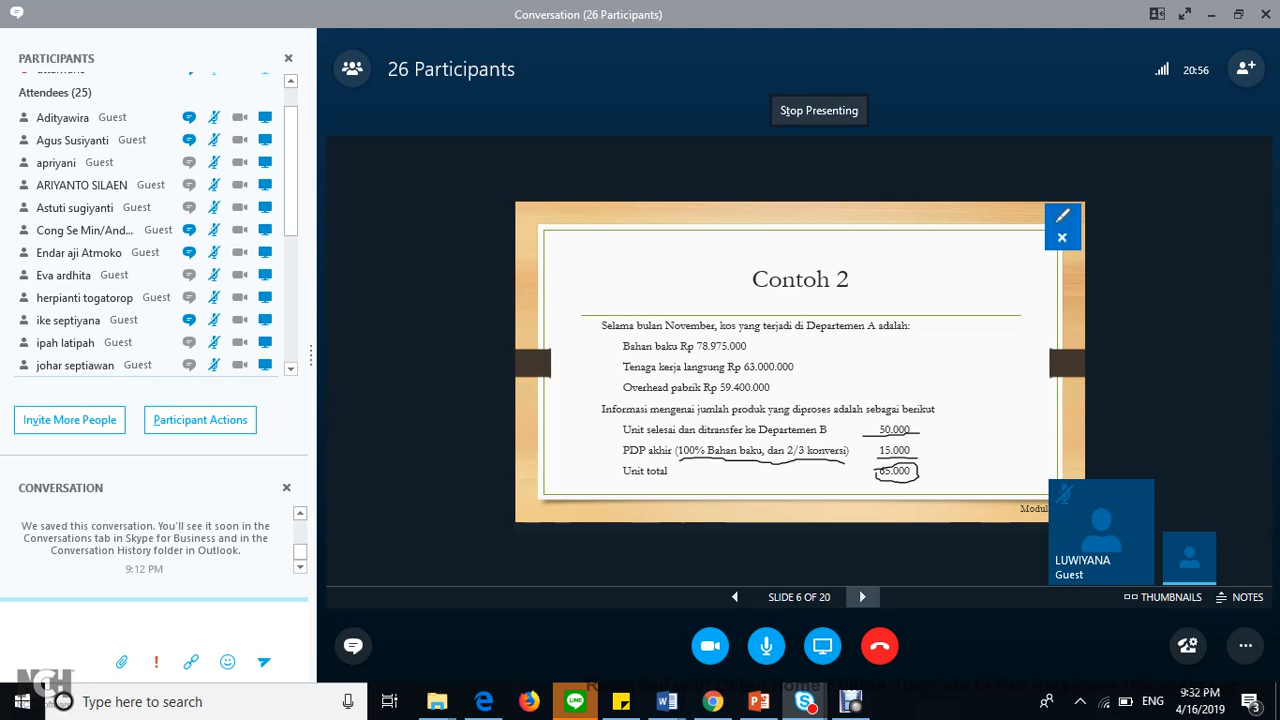 Conversation (26 Participants)
PARTICIPANTS
Attendees (25)
Adityawira Guest
Agus Susiyanti Guest
apriyani Guest
ARIYANTO SILAEN Guest
Astuti sugiyanti Guest
Cong Se Min/And... Guest
Endar aji Atmoko Guest
Eva ardhita Guest
herpianti togatorop Guest
ike septiyana Guest
ipah latipah Guest
johar septiawan Guest
Invite More People
Participant Actions
CONVERSATION
We saved this conversation. You'll see it soon in the
Conversations tab in Skype for Business and in the
Conversation History folder in Outlook.
9:12 PM
26 Participants
20:56
Stop Presenting
Contoh 2
Selama bulan November, kos yang terjadi di Departemen A adalah:
Bahan baku Rp 78.975.000
Tenaga kerja langsung Rp 63.000.000
Overhead pabrik Rp 59.400.000
Informasi mengenai jumlah produk yang diproses adalah sebagai berikut
Unit selesai dan ditransfer ke Departemen B 50.000
PDP akhir (100% Bahan baku, dan 2/3 konversi) 15.000
Unit total 65.000
Modul
LUWIYANA
Guest
SLIDE 6 OF 20
THUMBNAILS
NOTES
NCH
Type here to search
LINE
ENG
9:32 PM
4/16/2019
3